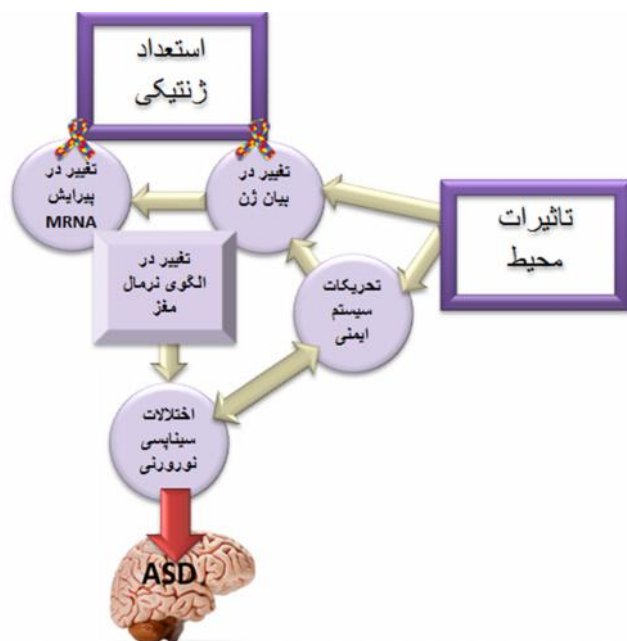 استعداد
ژنتیکی
تغییر در
پیرایش
MRNA
تغییر در
بیان ژن
تاثیرات
محیط
تغییر در
الگوی نرمال
مغز
تحریکات
سیستم
ایمنی
اختلالات
سیناپسی
نورورنی
ASD